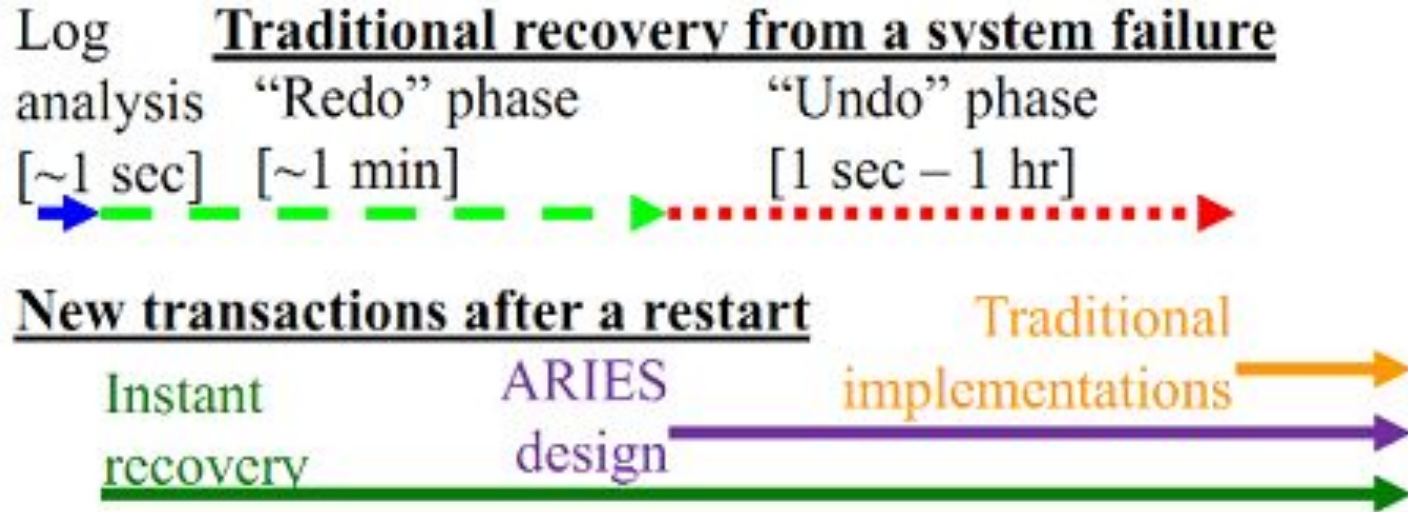 Log Traditional recovery from a system failure
analysis “Redo” phase “Undo” phase
[~1 sec] [~1 min] [1 sec – 1 hr]
New transactions after a restart
Traditional
implementations
ARIES
design
Instant
recovery